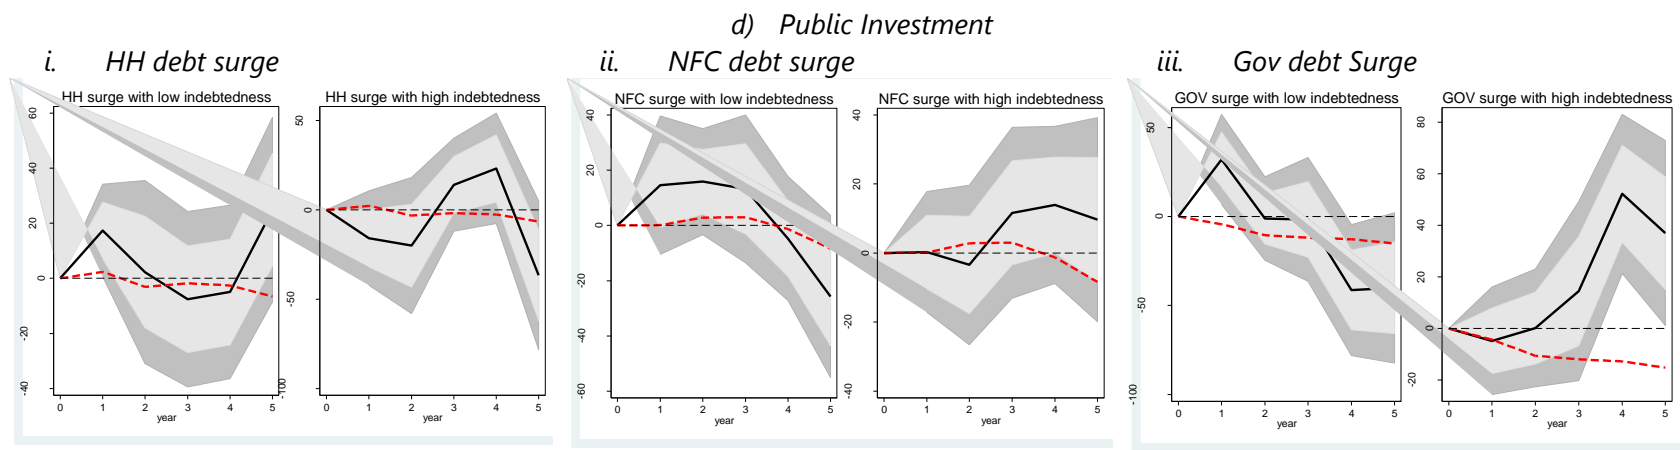 d) Public Investment
i. HH debt surge
ii. NFC debt surge
iii. Gov debt Surge
HH surge with low indebtedness
60
40
20
0
-20
-40
0 1 2 3 4 5
year
HH surge with high indebtedness
50
0
-50
-100
0 1 2 3 4 5
year
NFC surge with low indebtedness
40
20
0
-20
-40
-60
0 1 2 3 4 5
year
NFC surge with high indebtedness
40
20
0
-20
-40
0 1 2 3 4 5
year
GOV surge with low indebtedness
50
0
-50
-100
0 1 2 3 4 5
year
GOV surge with high indebtedness
80
60
40
20
0
-20
0 1 2 3 4 5
year